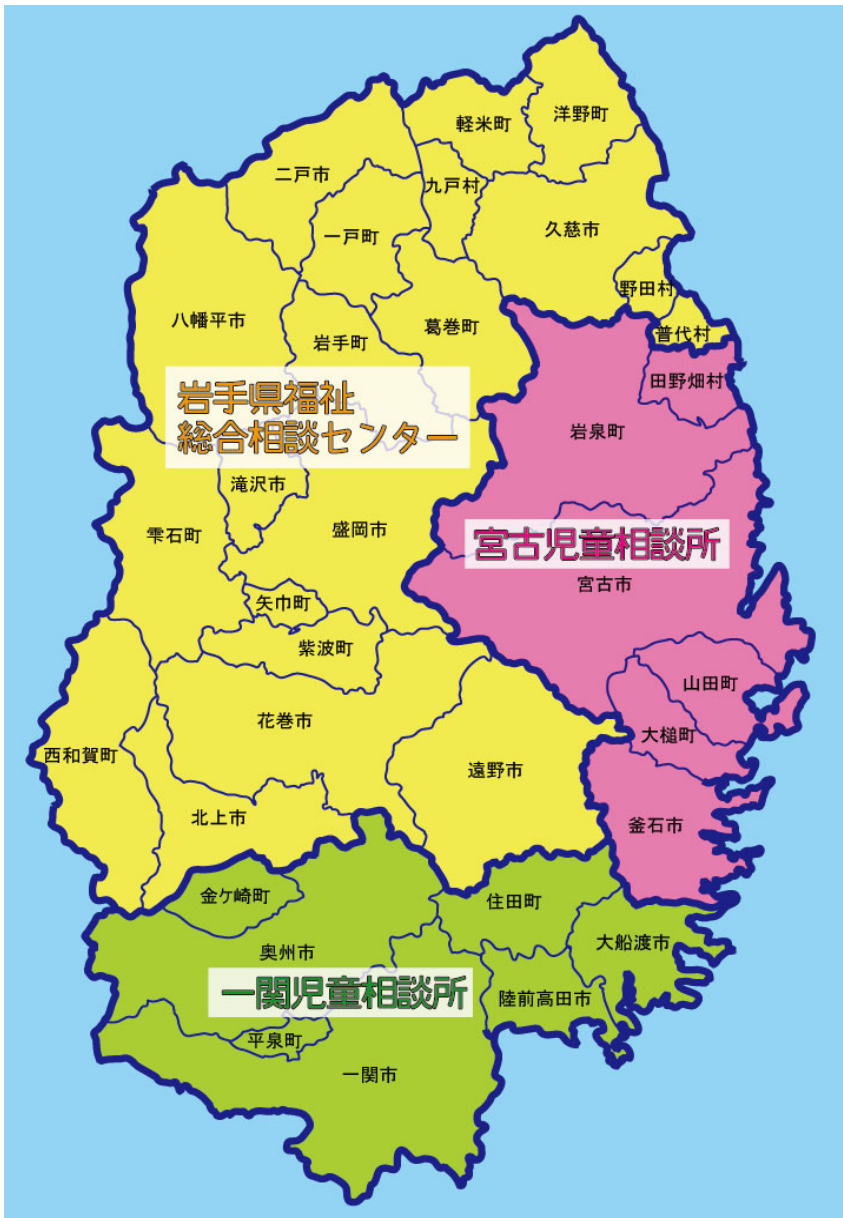 洋野町
軽米町
二戸市
九戸村
一戸町
久慈市
野田村
八幡平市
葛巻町
岩手町
普代村
田野畑村
岩手県福祉
総合相談センター
岩泉町
滝沢市
盛岡市
雫石町
宮古児童相談所
宮古市
矢巾町
紫波町
山田町
花巻市
大槌町
西和賀町
遠野市
北上市
釜石市
金ケ崎町
住田町
奥州市
大船渡市
一関児童相談所
陸前高田市
平泉町
一関市